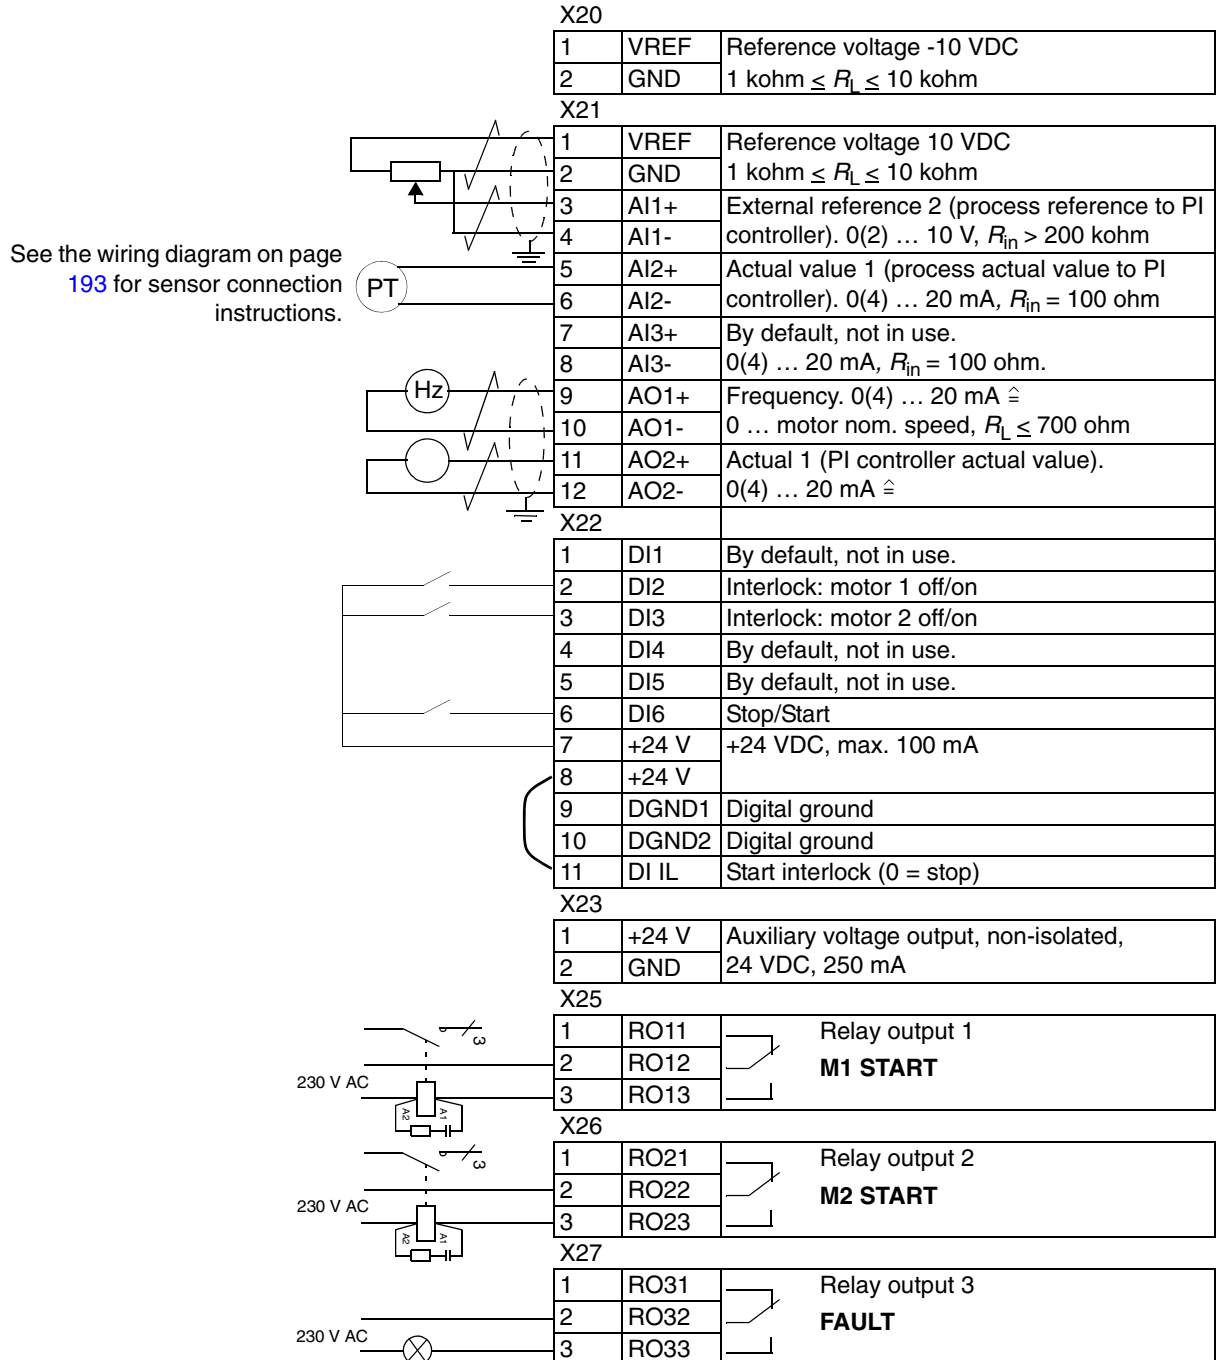 X20
1 VREF Reference voltage -10 VDC
2 GND 1 kohm ≤ RL ≤ 10 kohm
X21
1 VREF Reference voltage 10 VDC
2 GND 1 kohm ≤ RL ≤ 10 kohm
3 AI1+ External reference 2 (process reference to PI
4 AI1- controller). 0(2) … 10 V, Rin > 200 kohm
See the wiring diagram on page
193 for sensor connection
instructions.
PT
5 AI2+ Actual value 1 (process actual value to PI
6 AI2- controller). 0(4) … 20 mA, Rin = 100 ohm
7 AI3+ By default, not in use.
8 AI3- 0(4) … 20 mA, Rin = 100 ohm.
Hz
9 AO1+ Frequency. 0(4) … 20 mA ≙
10 AO1- 0 … motor nom. speed, RL ≤ 700 ohm
11 AO2+ Actual 1 (PI controller actual value).
12 AO2- 0(4) … 20 mA ≙
X22
1 DI1 By default, not in use.
2 DI2 Interlock: motor 1 off/on
3 DI3 Interlock: motor 2 off/on
4 DI4 By default, not in use.
5 DI5 By default, not in use.
6 DI6 Stop/Start
7 +24 V +24 VDC, max. 100 mA
8 +24 V
9 DGND1 Digital ground
10 DGND2 Digital ground
11 DI IL Start interlock (0 = stop)
X23
1 +24 V Auxiliary voltage output, non-isolated,
2 GND 24 VDC, 250 mA
X25
3
1 RO11 Relay output 1
2 RO12 M1 START
230 V AC
3 RO13
A2 A1
X26
3
1 RO21 Relay output 2
2 RO22 M2 START
230 V AC
3 RO23
A2 A1
X27
1 RO31 Relay output 3
2 RO32 FAULT
230 V AC
3 RO33